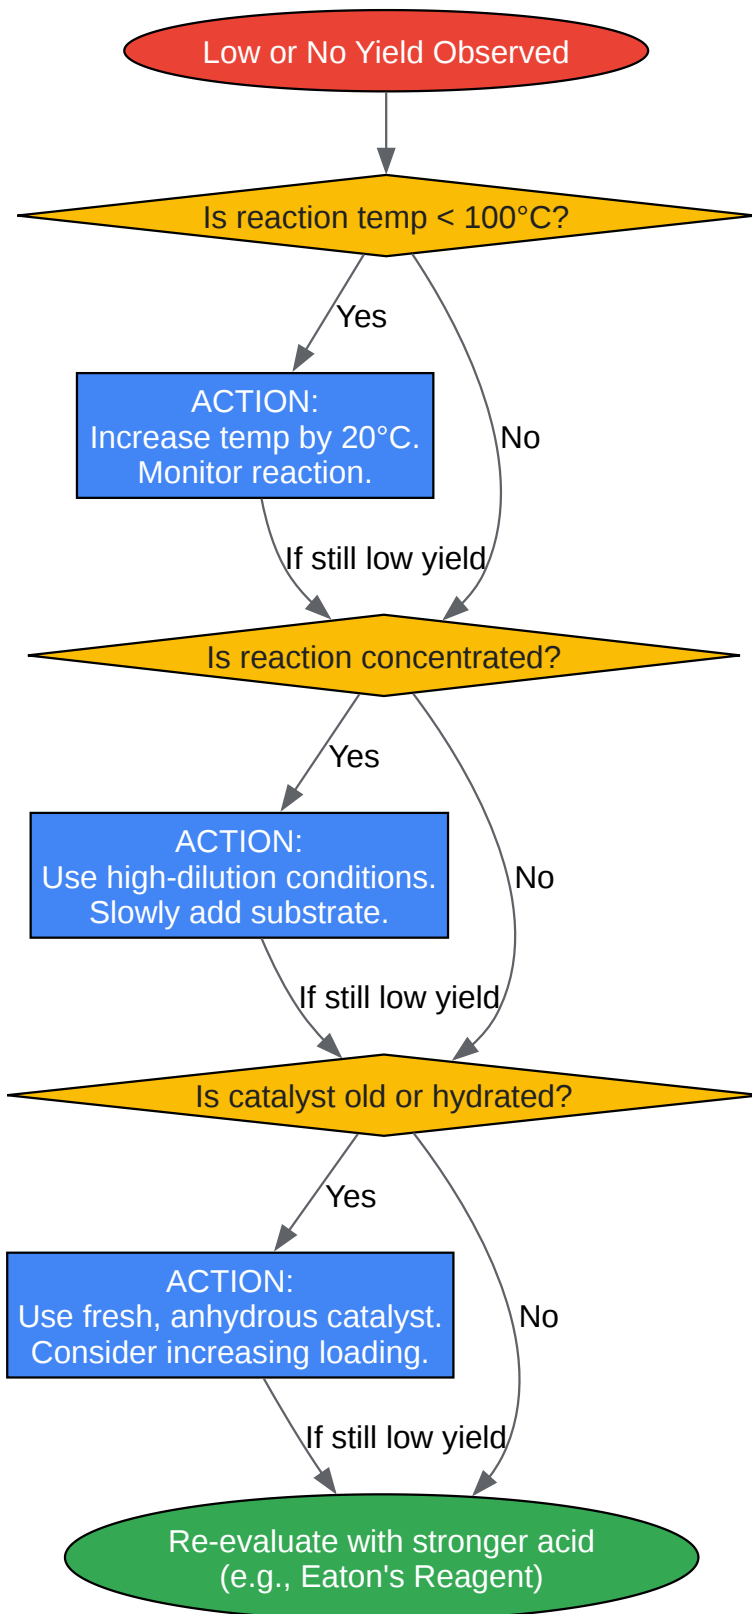 Low or No Yield Observed
Is reaction temp < 100°C?
Yes
ACTION:
Increase temp by 20°C.
Monitor reaction.
No
If still low yield
Is reaction concentrated?
Yes
ACTION:
Use high-dilution conditions.
Slowly add substrate.
No
If still low yield
Is catalyst old or hydrated?
Yes
ACTION:
Use fresh, anhydrous catalyst.
Consider increasing loading.
No
If still low yield
Re-evaluate with stronger acid
(e.g., Eaton's Reagent)